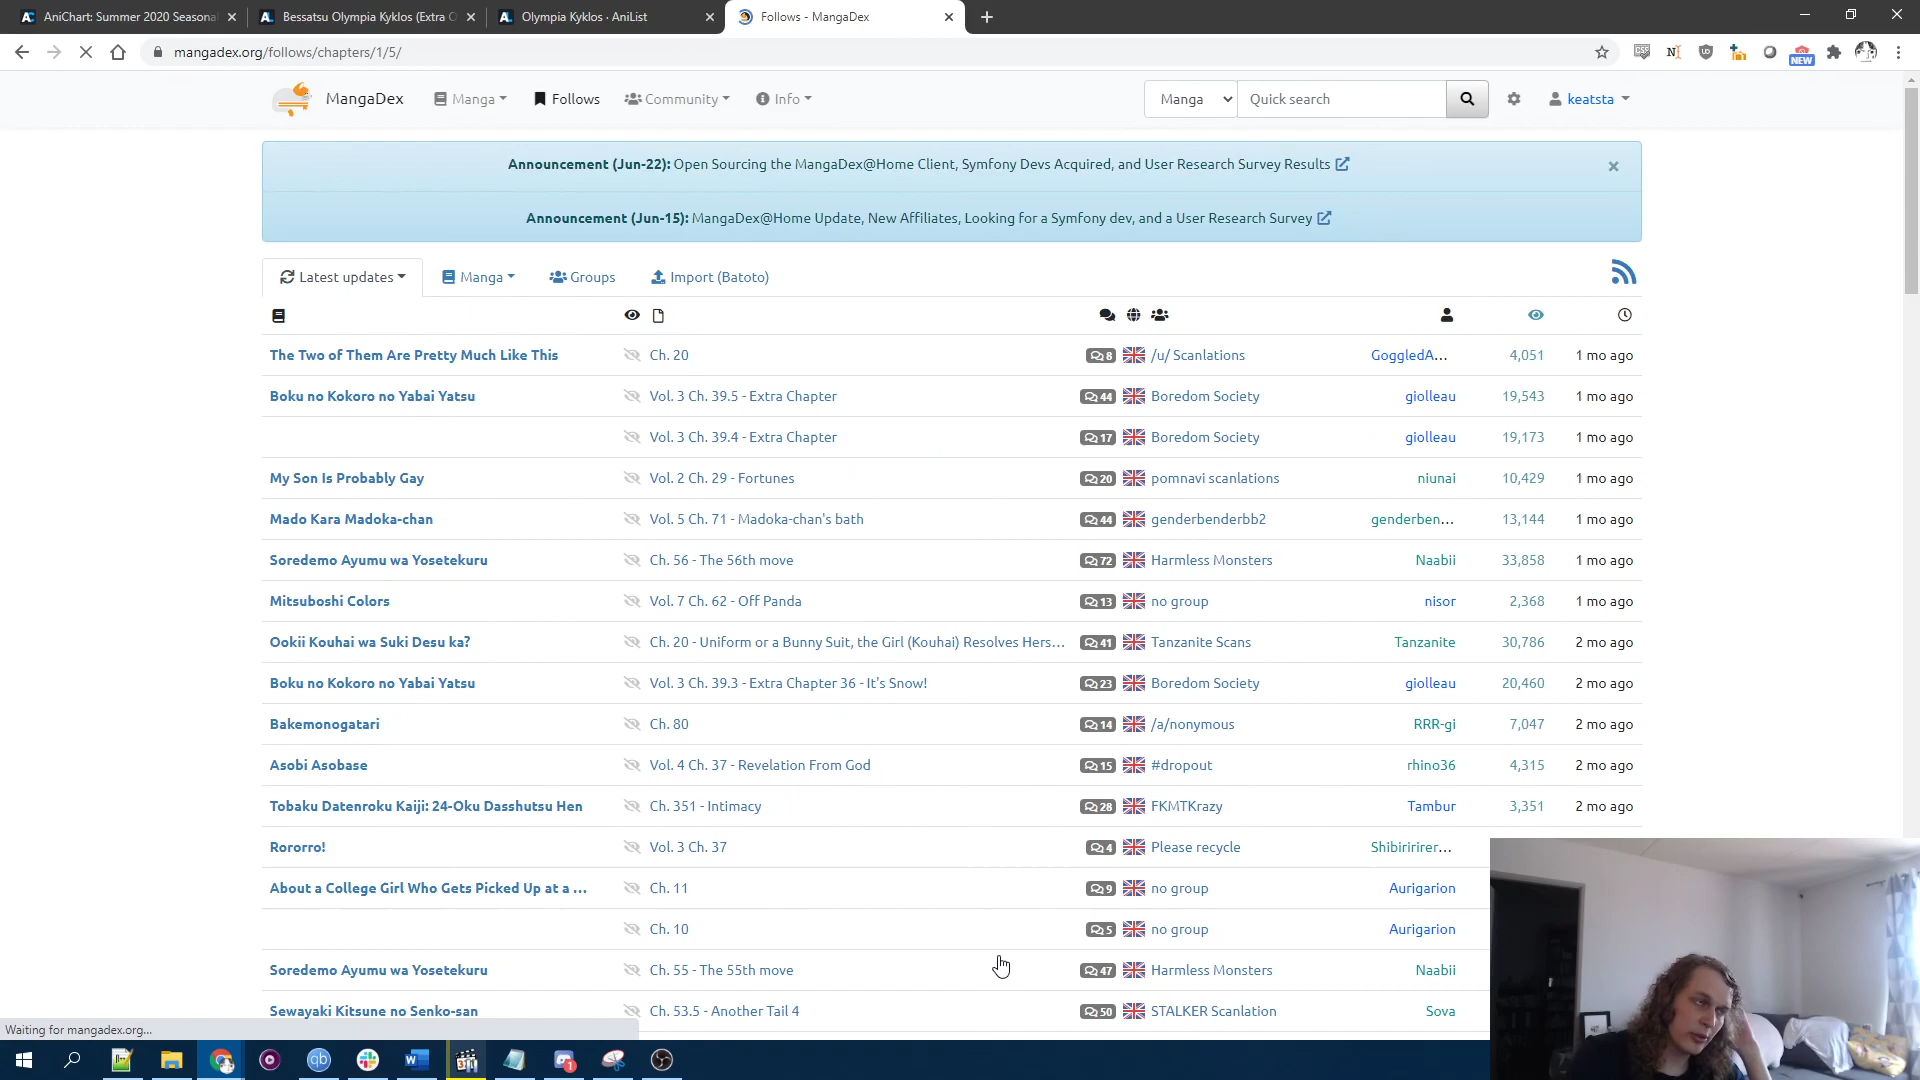 AniChart: Summer 2020 Seasonal
Bessatsu Olympia Kyklos (Extra O
Olympia Kyklos · AniList
Follows - MangaDex
mangadex.org/follows/chapters/1/5/
NEW
MangaDex
Manga
Follows
Community
Info
Manga
Quick search
keatsta
Announcement (Jun-22): Open Sourcing the MangaDex@Home Client, Symfony Devs Acquired, and User Research Survey Results
Announcement (Jun-15): MangaDex@Home Update, New Affiliates, Looking for a Symfony dev, and a User Research Survey
Latest updates Manga Groups Import (Batoto)
The Two of Them Are Pretty Much Like This Ch. 20 8 /u/ Scanlations GoggledA... 4,051 1 mo ago
Boku no Kokoro no Yabai Yatsu Vol. 3 Ch. 39.5 - Extra Chapter 44 Boredom Society giolleau 19,543 1 mo ago
Vol. 3 Ch. 39.4 - Extra Chapter 17 Boredom Society giolleau 19,173 1 mo ago
My Son Is Probably Gay Vol. 2 Ch. 29 - Fortunes 20 pomnavi scanlations niunai 10,429 1 mo ago
Mado Kara Madoka-chan Vol. 5 Ch. 71 - Madoka-chan's bath 44 genderbenderbb2 genderben... 13,144 1 mo ago
Soredemo Ayumu wa Yosetekuru Ch. 56 - The 56th move 72 Harmless Monsters Naabii 33,858 1 mo ago
Mitsuboshi Colors Vol. 7 Ch. 62 - Off Panda 13 no group nisor 2,368 1 mo ago
Ookii Kouhai wa Suki Desu ka? Ch. 20 - Uniform or a Bunny Suit, the Girl (Kouhai) Resolves Hers... 41 Tanzanite Scans Tanzanite 30,786 2 mo ago
Boku no Kokoro no Yabai Yatsu Vol. 3 Ch. 39.3 - Extra Chapter 36 - It's Snow! 23 Boredom Society giolleau 20,460 2 mo ago
Bakemonogatari Ch. 80 14 /a/nonymous RRR-gi 7,047 2 mo ago
Asobi Asobase Vol. 4 Ch. 37 - Revelation From God 15 #dropout rhino36 4,315 2 mo ago
Tobaku Datenroku Kaiji: 24-Oku Dasshutsu Hen Ch. 351 - Intimacy 28 FKMTKrazy Tambur 3,351 2 mo ago
Rororro! Vol. 3 Ch. 37 4 Please recycle Shibiririrer...
About a College Girl Who Gets Picked Up at a ... Ch. 11 9 no group Aurigarion
Ch. 10 5 no group Aurigarion
Soredemo Ayumu wa Yosetekuru Ch. 55 - The 55th move 47 Harmless Monsters Naabii
Sewayaki Kitsune no Senko-san Ch. 53.5 - Another Tail 4 50 STALKER Scanlation Sova
Waiting for mangadex.org...